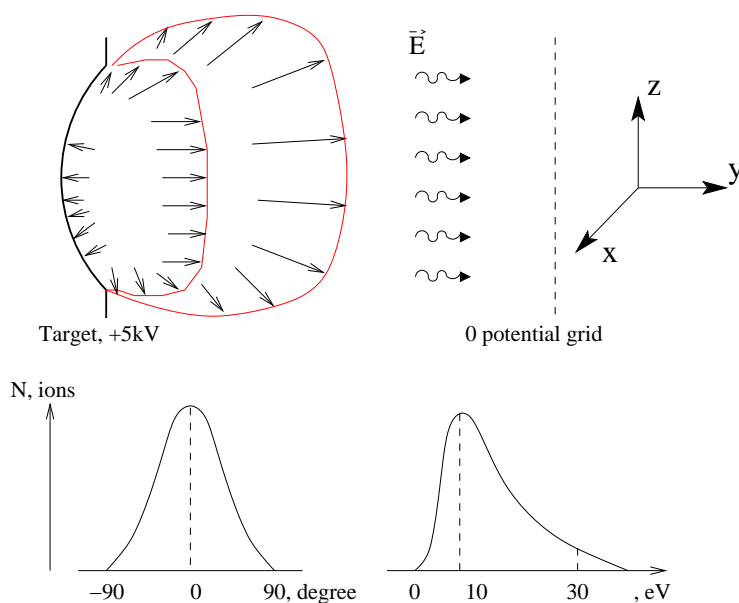 E
z
y
x
Target, +5kV
0 potential grid
N, ions
−90 0 90, degree
0 10 30 , eV